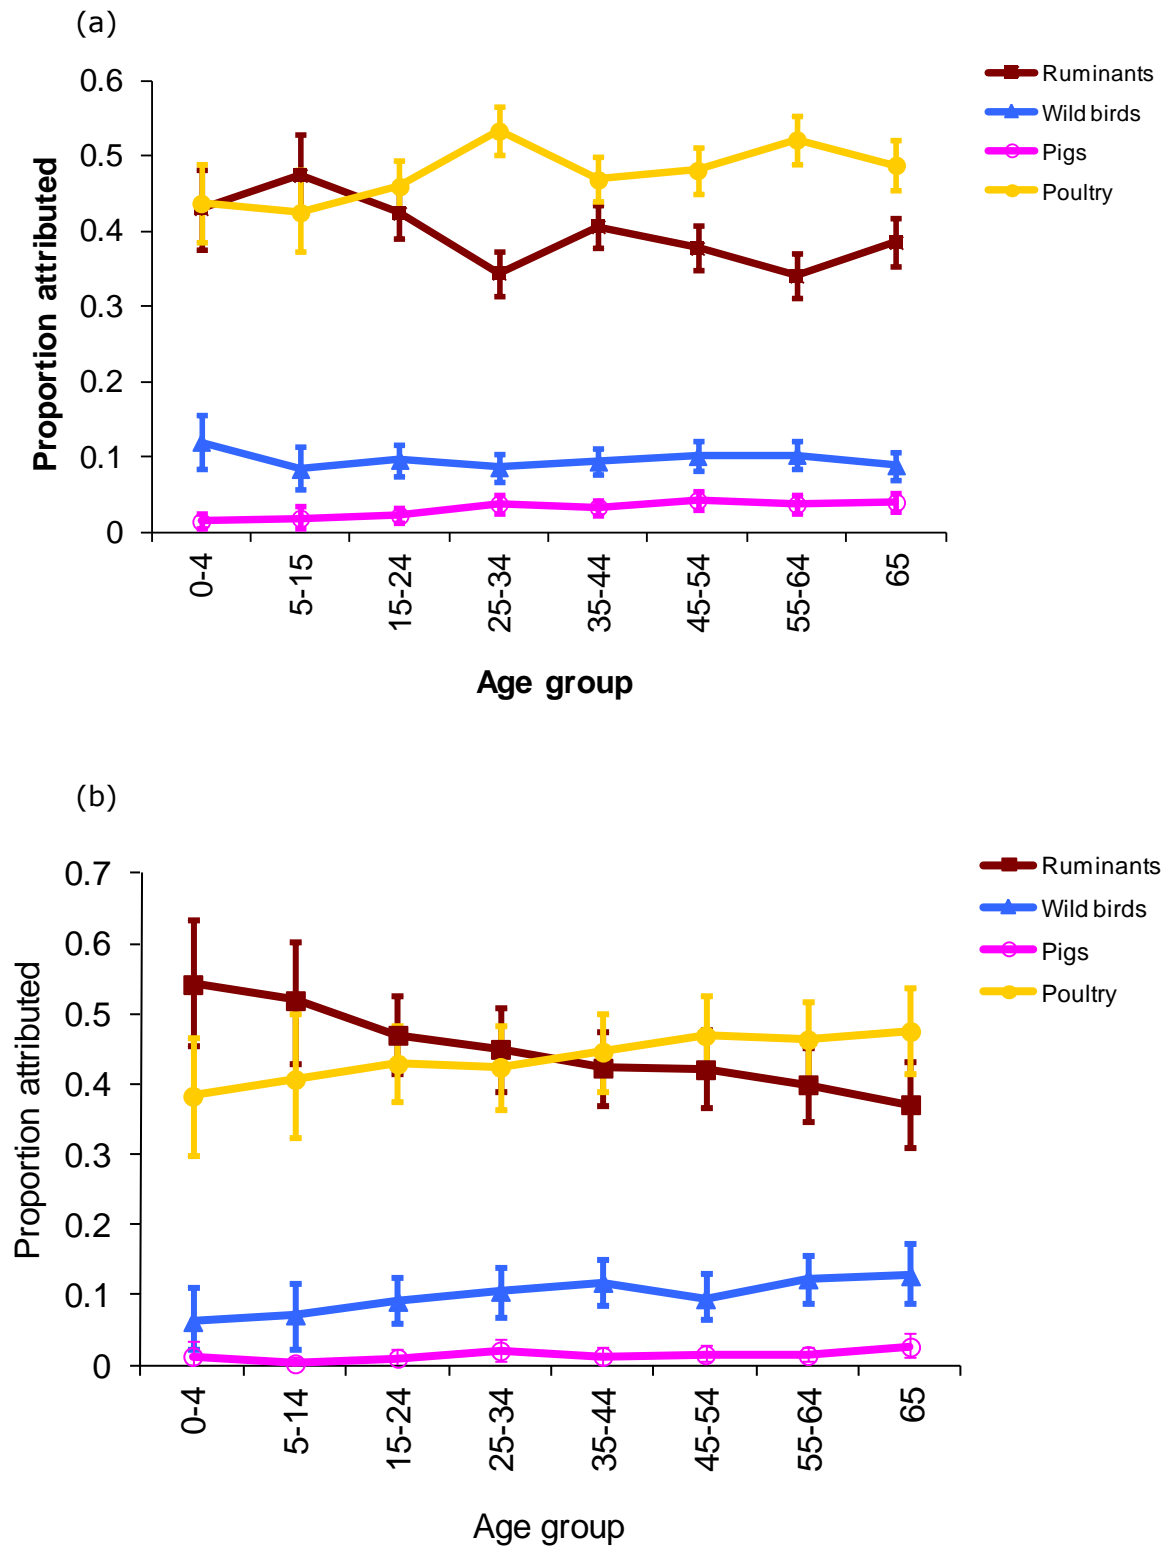 (a)
Ruminants
Wild birds
Pigs
Poultry
Proportion attributed
0.6
0.5
0.4
0.3
0.2
0.1
0
0-4
5-15
15-24
25-34
35-44
45-54
55-64
65
Age group
(b)
Ruminants
Wild birds
Pigs
Poultry
Proportion attributed
0.7
0.6
0.5
0.4
0.3
0.2
0.1
0
0-4
5-14
15-24
25-34
35-44
45-54
55-64
65
Age group